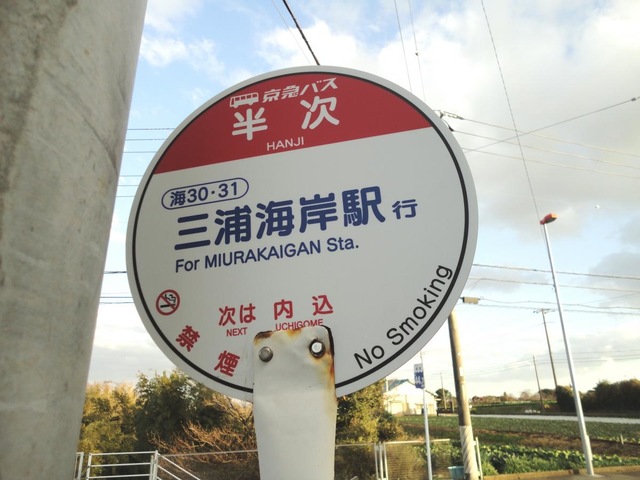 京急バス
半次
HANJI
海30・31
三浦海岸駅行
For MIURAKAIGAN Sta.
次は 内込
NEXT UCHIGOME
禁煙
No Smoking